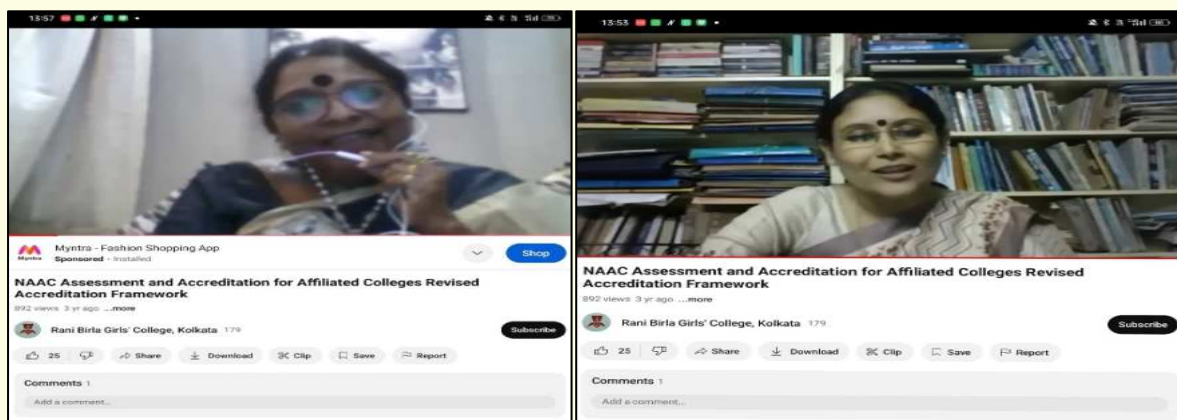 13:57
Myntra - Fashion Shopping App
Myntra
Sponsored · Installed
Shop
NAAC Assessment and Accreditation for Affiliated Colleges Revised
Accreditation Framework
892 views 3 yr ago ...more
Rani Birla Girls' College, Kolkata 179
Subscribe
25 Share Download Clip Save Report
Comments 1
Add a comment...
13:53
NAAC Assessment and Accreditation for Affiliated Colleges Revised
Accreditation Framework
892 views 3 yr ago ...more
Rani Birla Girls' College, Kolkata 179
Subscribe
25 Share Download Clip Save Report
Comments 1
Add a comment...